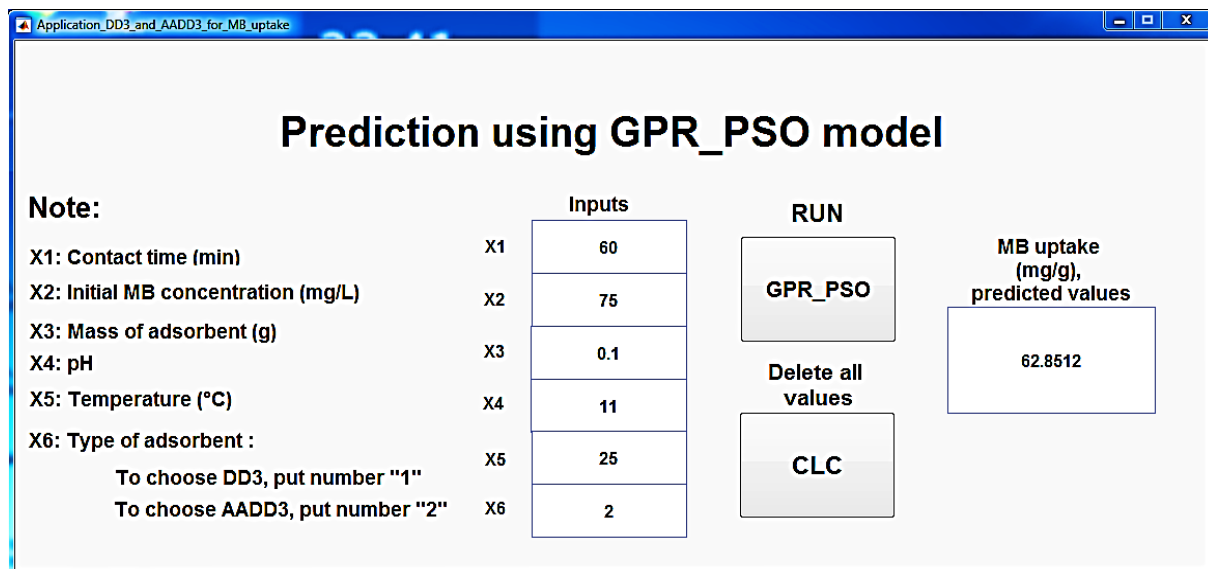 Application_DD3_and_AADD3_for_MB_uptake
Prediction using GPR_PSO model
Note:
X1: Contact time (min)
X2: Initial MB concentration (mg/L)
X3: Mass of adsorbent (g)
X4: pH
X5: Temperature (°C)
X6: Type of adsorbent :
To choose DD3, put number "1"
To choose AADD3, put number "2"
Inputs
X1 60
X2 75
X3 0.1
X4 11
X5 25
X6 2
RUN
GPR_PSO
Delete all
values
CLC
MB uptake
(mg/g),
predicted values
62.8512